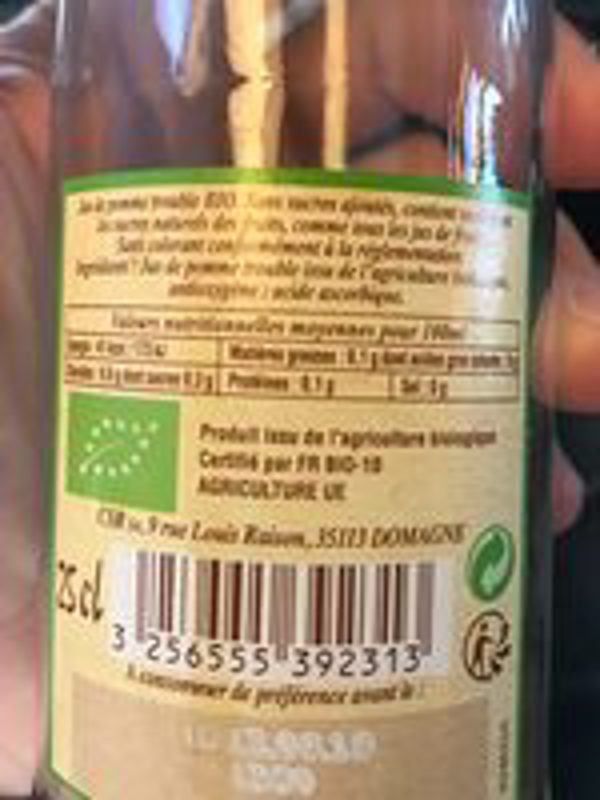 Jus de pomme trouble BIO. Sans sucres ajoutés, contient
les sucres naturels des fruits, comme tous les jus de
Sans colorant conformément à la réglementation.
Ingrédient : Jus de pomme trouble issu de l'agriculture
antioxygène : acide ascorbique.
Valeurs nutritionnelles moyennes pour 100ml
Matières grasses : 0.1 g dont acides gras
Protéines : 0.1 g Sel : 0 g
Produit issu de l'agriculture biologique
Certifié par FR BIO-10
AGRICULTURE UE
9 rue Louis Raison, 35113 DOMAGNE
25 cl
3 256555 392313
A consommer de préférence avant le :